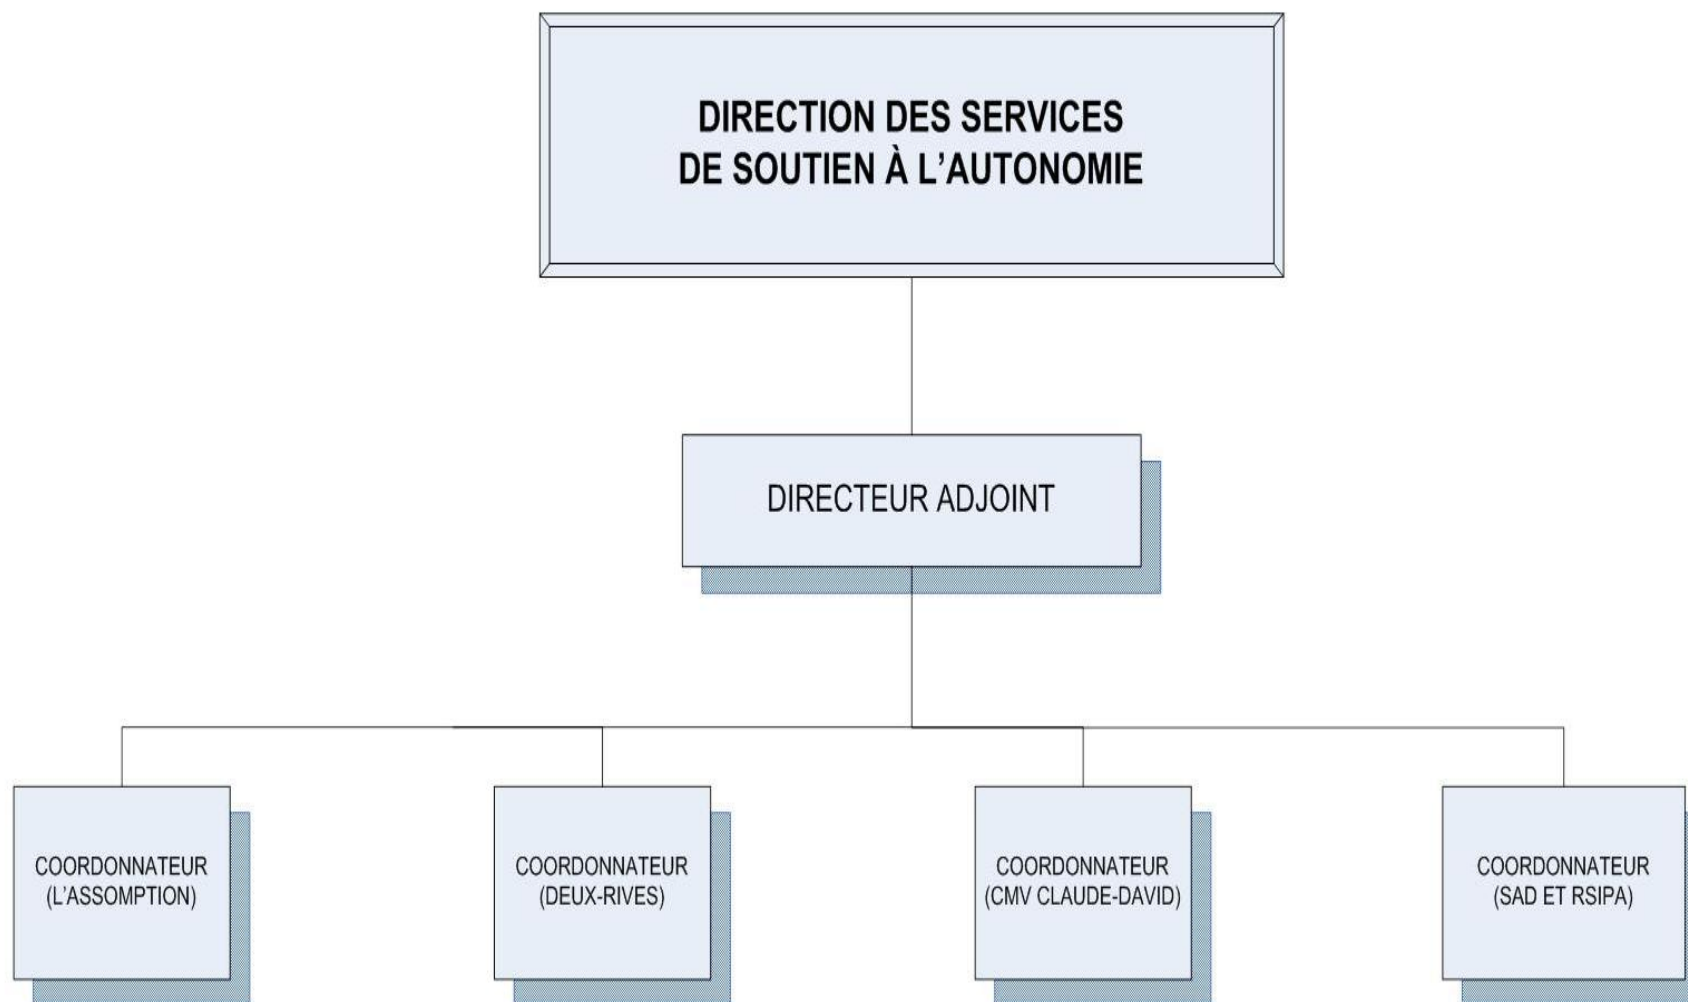 DIRECTION DES SERVICES
DE SOUTIEN À L’AUTONOMIE
DIRECTEUR ADJOINT
COORDONNATEUR
(L’ASSOMPTION)
COORDONNATEUR
(DEUX-RIVES)
COORDONNATEUR
(CMV CLAUDE-DAVID)
COORDONNATEUR
(SAD ET RSIPA)